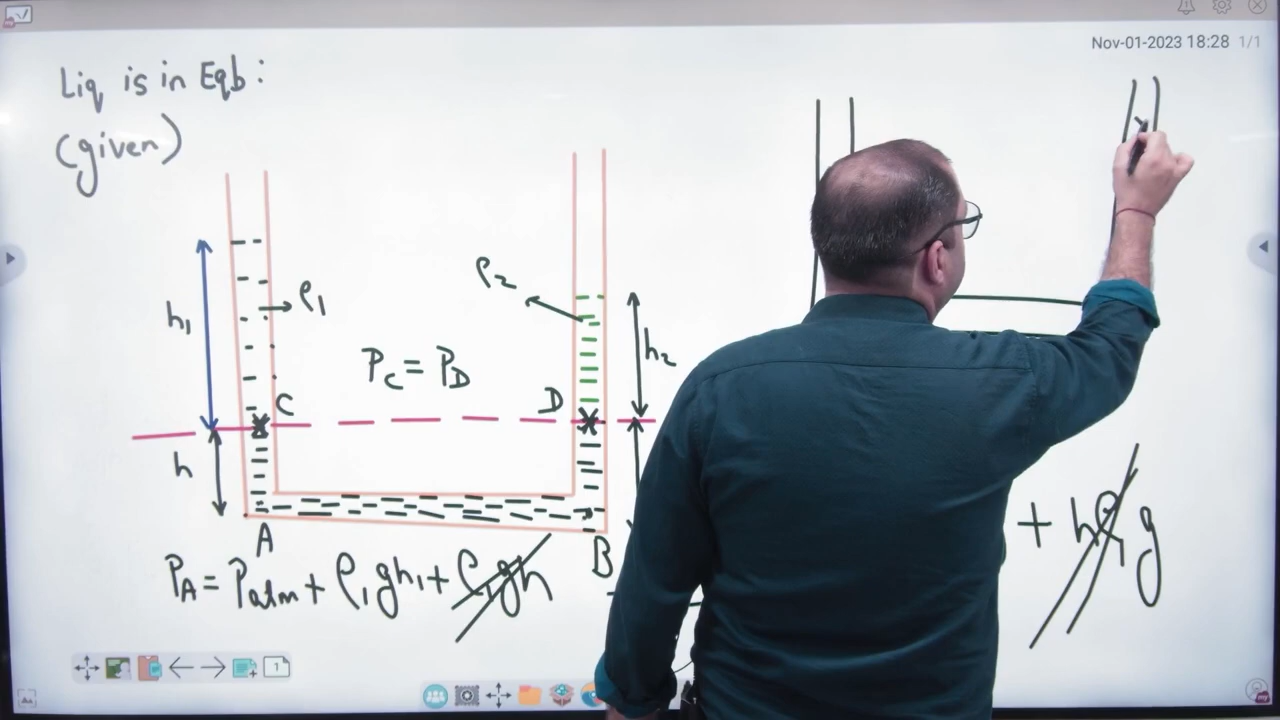 Nov-01-2023 18:28 1/1
Liq is in Eqb :
(given)
ρ2
ρ1
h1
h2
PC = PD
C
D
h
A
B
PA = Patm + ρ1gh1 + ρ1gh
+ hρ1g
1